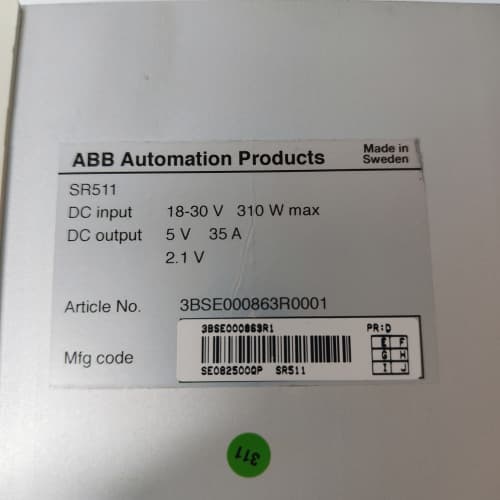 ABB Automation Products
Made in
Sweden
SR511
DC input 18-30 V 310 W max
DC output 5 V 35 A
2.1 V
Article No. 3BSE000863R0001
3BSE000863R1 PR:D
E F
G H
I J
Mfg code
SE082500QP SR511
311